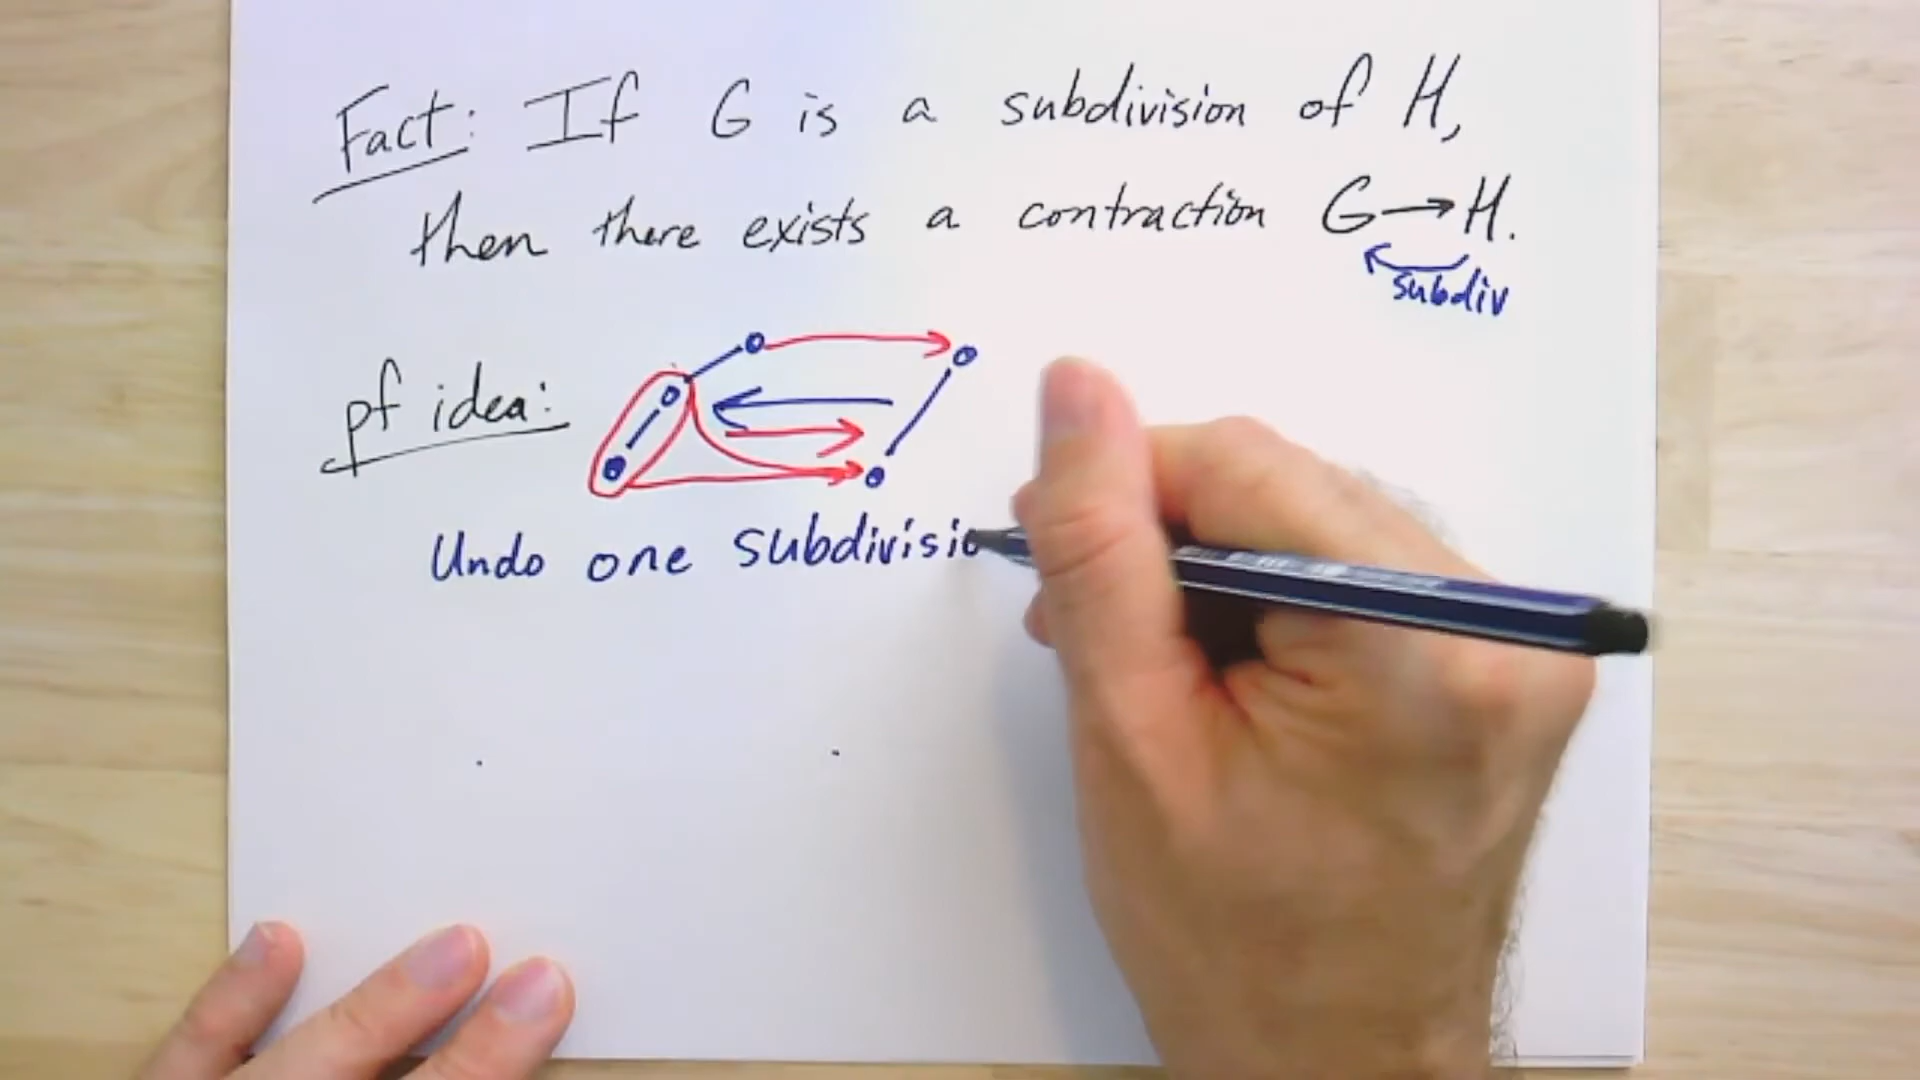 Fact: If G is a subdivision of H,
then there exists a contraction G→H.
subdiv
pf idea:
Undo one subdivisio